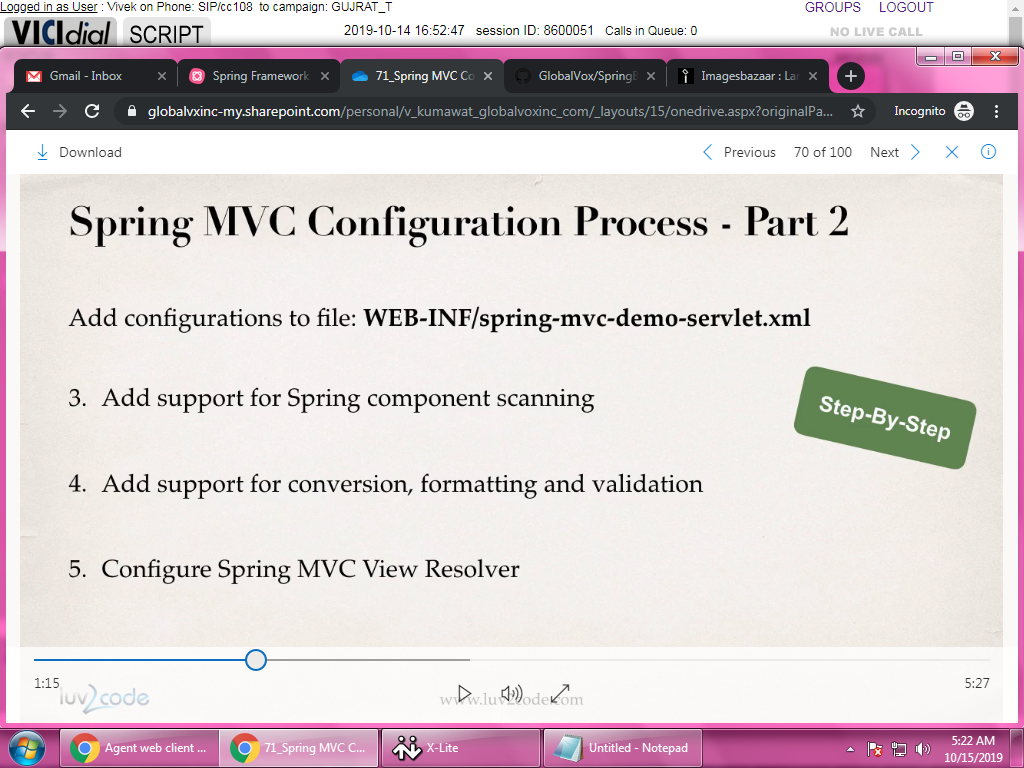 Logged in as User : Vivek on Phone: SIP/cc108 to campaign: GUJRAT_T
GROUPS LOGOUT
VICIdial SCRIPT 2019-10-14 16:52:47 session ID: 8600051 Calls in Queue: 0 NO LIVE CALL
Gmail - Inbox Spring Framework 71_Spring MVC Co GlobalVox/Spring Imagesbazaar : Lar
globalvxinc-my.sharepoint.com/personal/v_kumawat_globalvoxinc_com/_layouts/15/onedrive.aspx?originalPa... Incognito
Download Previous 70 of 100 Next
Spring MVC Configuration Process - Part 2
Add configurations to file: WEB-INF/spring-mvc-demo-servlet.xml
3. Add support for Spring component scanning
Step-By-Step
4. Add support for conversion, formatting and validation
5. Configure Spring MVC View Resolver
1:15 5:27
luv2code www.luv2code.com
Agent web client ... 71_Spring MVC C... X-Lite Untitled - Notepad 5:22 AM
10/15/2019